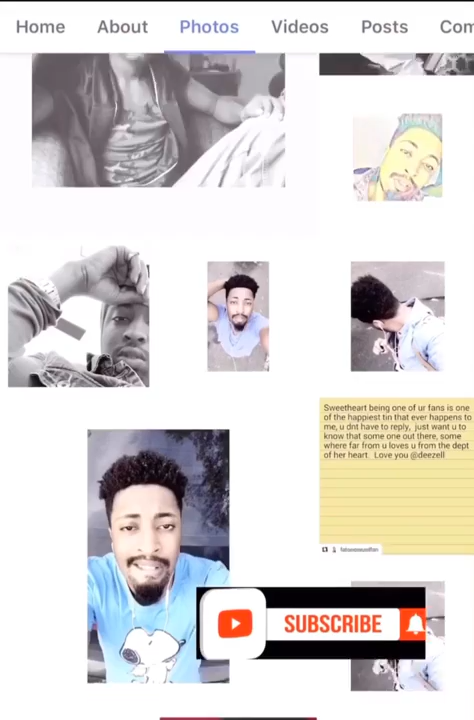 Home About Photos Videos Posts Com
Sweetheart being one of ur fans is one
of the happiest tin that ever happens to
me, u dnt have to reply, just want u to
know that some one out there, some
where far from u loves u from the dept
of her heart. Love you @deezell
SUBSCRIBE